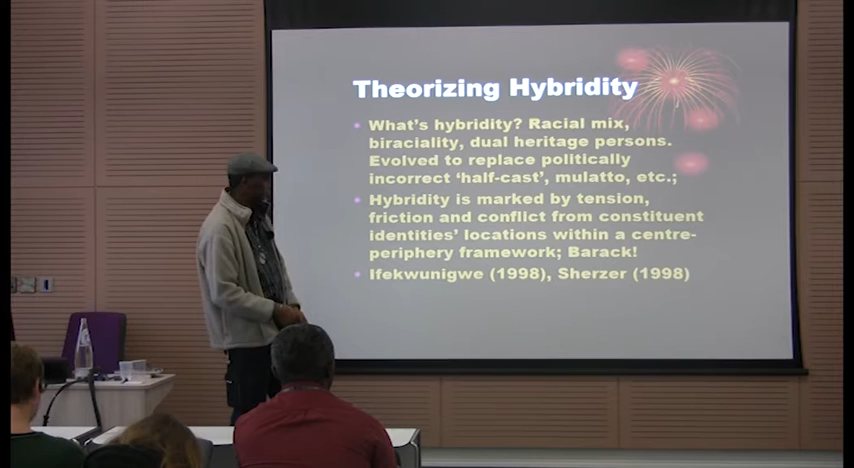 Theorizing Hybridity
What's hybridity? Racial mix,
biraciality, dual heritage persons.
Evolved to replace politically
incorrect 'half-cast', mulatto, etc.;
Hybridity is marked by tension,
friction and conflict from constituent
identities' locations within a centre-
periphery framework; Barack!
Ifekwunigwe (1998), Sherzer (1998)